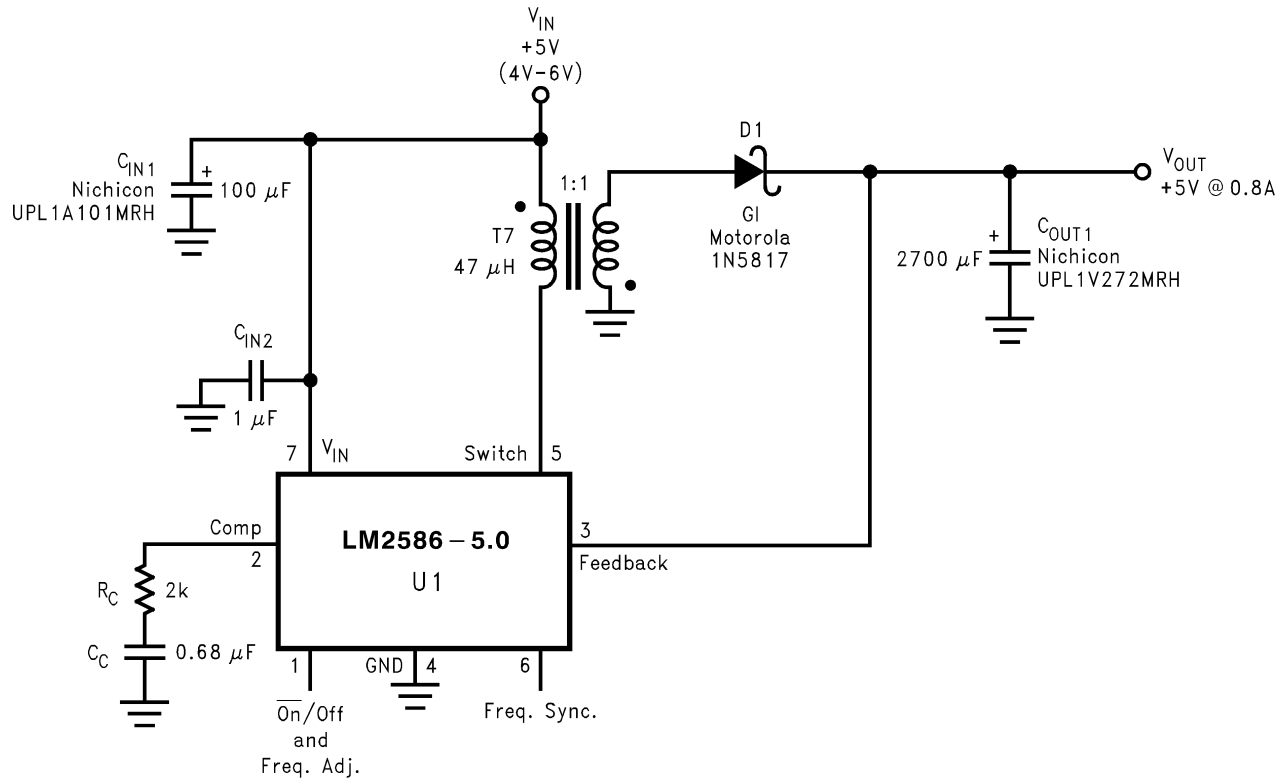 V_IN
+5V
(4V-6V)
C_IN1
Nichicon
UPL1A101MRH
+
100 μF
1:1
T7
47 μH
D1
GI
Motorola
1N5817
V_OUT
+5V @ 0.8A
+
2700 μF
C_OUT1
Nichicon
UPL1V272MRH
C_IN2
1 μF
7
V_IN
Switch
5
Comp
2
LM2586-5.0
U1
3
Feedback
R_C
2k
C_C
0.68 μF
1
GND
4
6
O̅n̅/Off
and
Freq. Adj.
Freq. Sync.